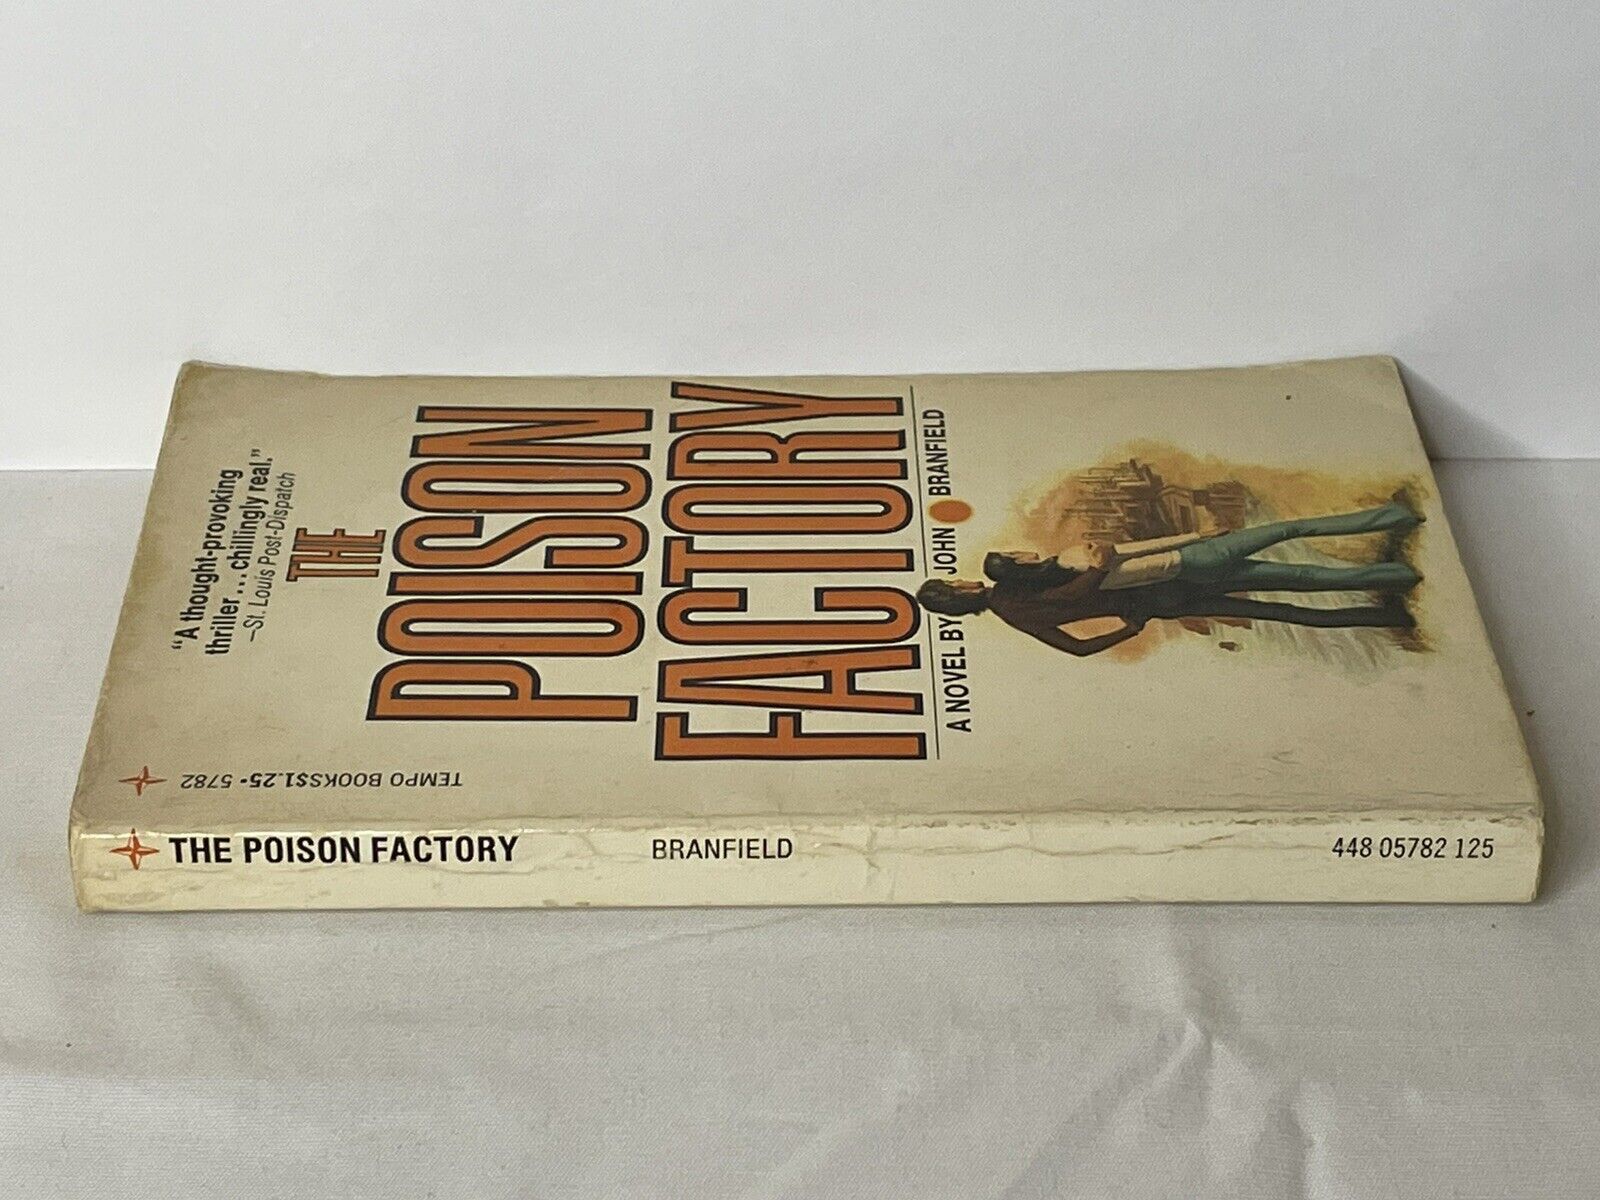 "A thought-provoking
thriller...chillingly real."
—St. Louis Post-Dispatch
THE
POISON
FACTORY
A NOVEL BY JOHN BRANFIELD
TEMPO BOOKS$1.25 • 5782
THE POISON FACTORY BRANFIELD 448 05782 125